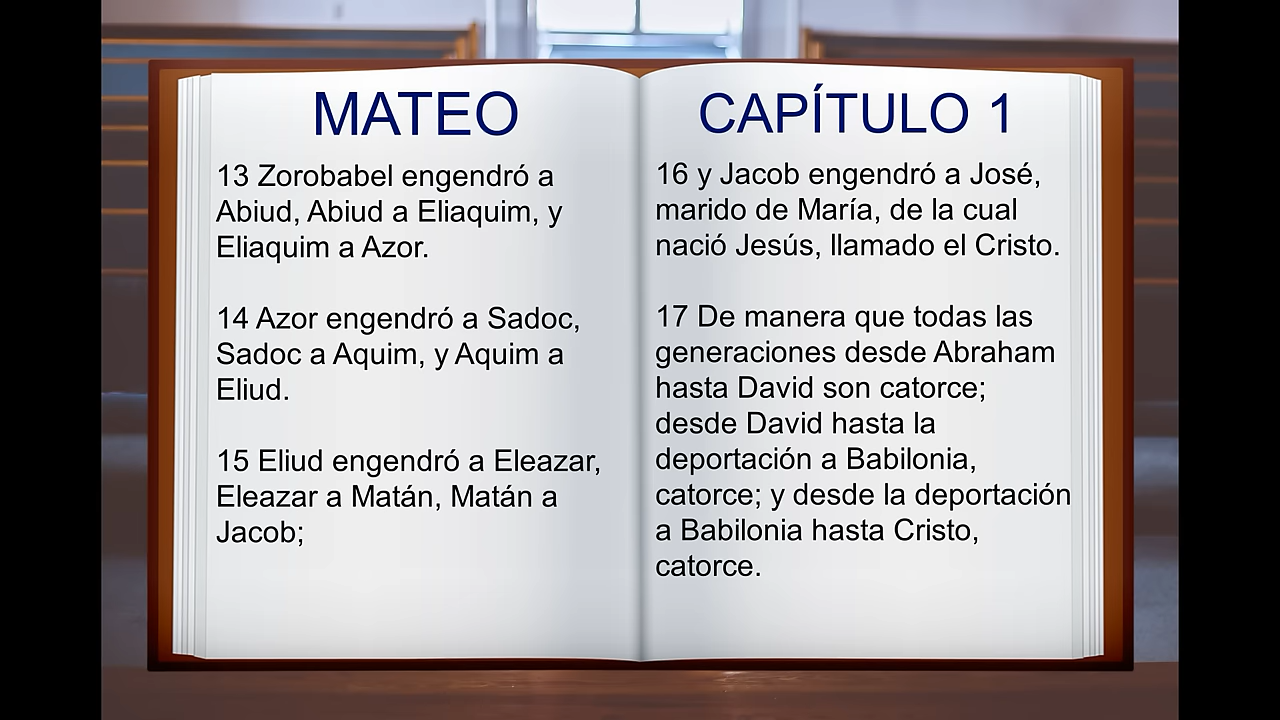 MATEO
13 Zorobabel engendró a
Abiud, Abiud a Eliaquim, y
Eliaquim a Azor.
14 Azor engendró a Sadoc,
Sadoc a Aquim, y Aquim a
Eliud.
15 Eliud engendró a Eleazar,
Eleazar a Matán, Matán a
Jacob;
CAPÍTULO 1
16 y Jacob engendró a José,
marido de María, de la cual
nació Jesús, llamado el Cristo.
17 De manera que todas las
generaciones desde Abraham
hasta David son catorce;
desde David hasta la
deportación a Babilonia,
catorce; y desde la deportación
a Babilonia hasta Cristo,
catorce.